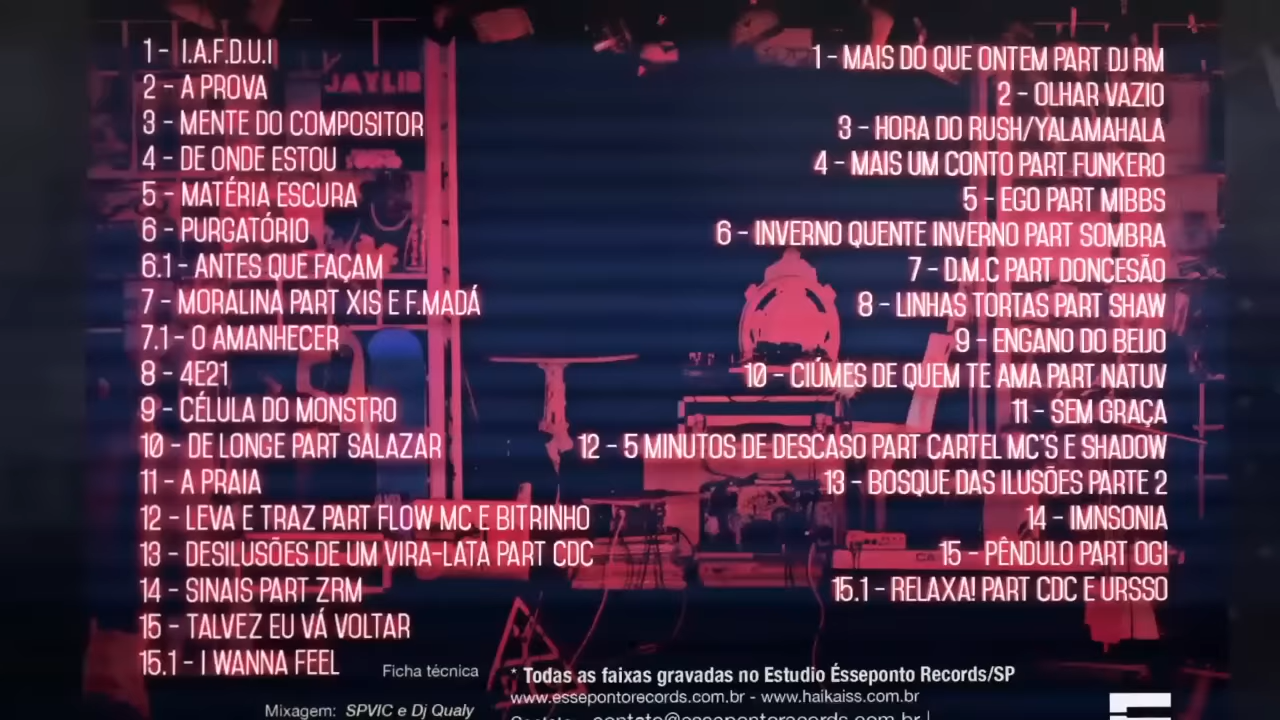 JAYLIB
1 - I.A.F.D.U.I
2 - A PROVA
3 - MENTE DO COMPOSITOR
4 - DE ONDE ESTOU
5 - MATÉRIA ESCURA
6 - PURGATÓRIO
6.1 - ANTES QUE FAÇAM
7 - MORALINA PART XIS E F.MADÁ
7.1 - O AMANHECER
8 - 4E21
9 - CÉLULA DO MONSTRO
10 - DE LONGE PART SALAZAR
11 - A PRAIA
12 - LEVA E TRAZ PART FLOW MC E BITRINHO
13 - DESILUSÕES DE UM VIRA-LATA PART CDC
14 - SINAIS PART ZRM
15 - TALVEZ EU VÁ VOLTAR
15.1 - I WANNA FEEL
1 - MAIS DO QUE ONTEM PART DJ RM
2 - OLHAR VAZIO
3 - HORA DO RUSH/YALAMAHALA
4 - MAIS UM CONTO PART FUNKERO
5 - EGO PART MIBBS
6 - INVERNO QUENTE INVERNO PART SOMBRA
7 - D.M.C PART DONCESÃO
8 - LINHAS TORTAS PART SHAW
9 - ENGANO DO BEIJO
10 - CIÚMES DE QUEM TE AMA PART NATUV
11 - SEM GRAÇA
12 - 5 MINUTOS DE DESCASO PART CARTEL MC'S E SHADOW
13 - BOSQUE DAS ILUSÕES PARTE 2
14 - IMNSONIA
15 - PÊNDULO PART OGI
15.1 - RELAXA! PART CDC E URSSO
Ficha técnica
Mixagem: SPVIC e Dj Qualy
* Todas as faixas gravadas no Estudio Ésseponto Records/SP
www.essepontorecords.com.br - www.haikaiss.com.br
contato@essepontorecords.com.br |